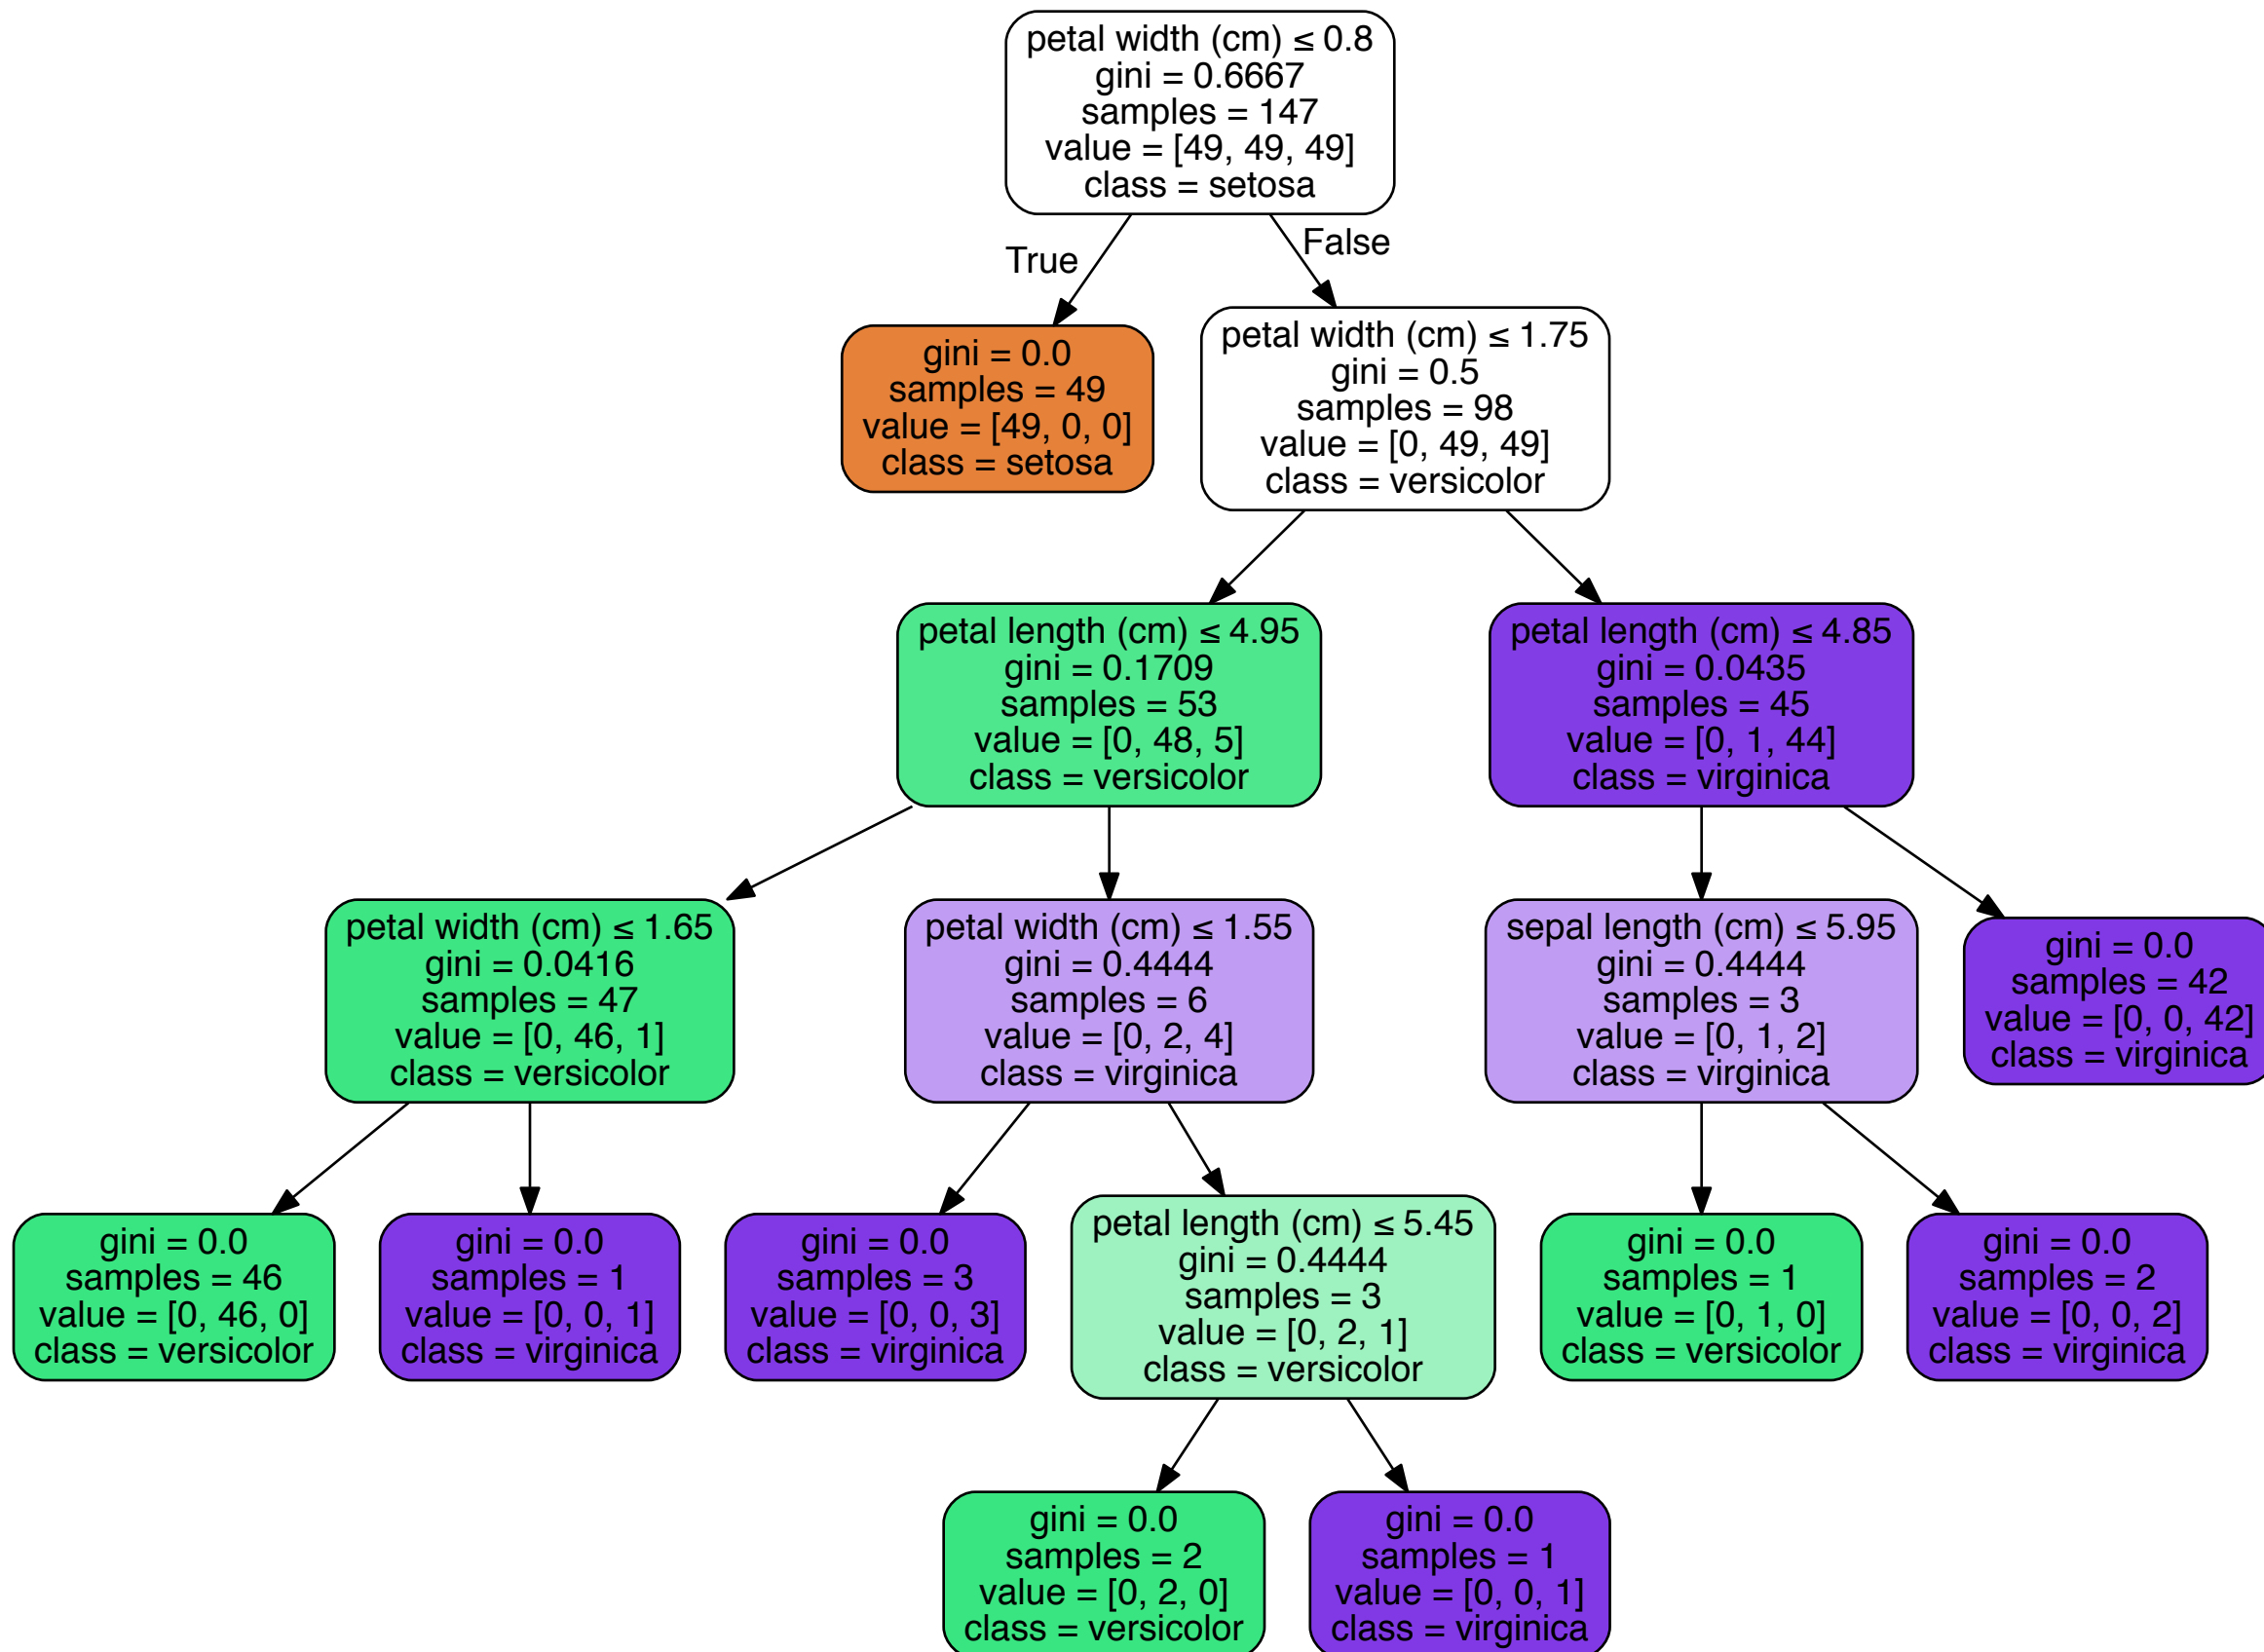 petal width (cm) ≤ 0.8
gini = 0.6667
samples = 147
value = [49, 49, 49]
class = setosa
True
False
gini = 0.0
samples = 49
value = [49, 0, 0]
class = setosa
petal width (cm) ≤ 1.75
gini = 0.5
samples = 98
value = [0, 49, 49]
class = versicolor
petal length (cm) ≤ 4.95
gini = 0.1709
samples = 53
value = [0, 48, 5]
class = versicolor
petal length (cm) ≤ 4.85
gini = 0.0435
samples = 45
value = [0, 1, 44]
class = virginica
petal width (cm) ≤ 1.65
gini = 0.0416
samples = 47
value = [0, 46, 1]
class = versicolor
petal width (cm) ≤ 1.55
gini = 0.4444
samples = 6
value = [0, 2, 4]
class = virginica
sepal length (cm) ≤ 5.95
gini = 0.4444
samples = 3
value = [0, 1, 2]
class = virginica
gini = 0.0
samples = 42
value = [0, 0, 42]
class = virginica
gini = 0.0
samples = 46
value = [0, 46, 0]
class = versicolor
gini = 0.0
samples = 1
value = [0, 0, 1]
class = virginica
gini = 0.0
samples = 3
value = [0, 0, 3]
class = virginica
petal length (cm) ≤ 5.45
gini = 0.4444
samples = 3
value = [0, 2, 1]
class = versicolor
gini = 0.0
samples = 1
value = [0, 1, 0]
class = versicolor
gini = 0.0
samples = 2
value = [0, 0, 2]
class = virginica
gini = 0.0
samples = 2
value = [0, 2, 0]
class = versicolor
gini = 0.0
samples = 1
value = [0, 0, 1]
class = virginica